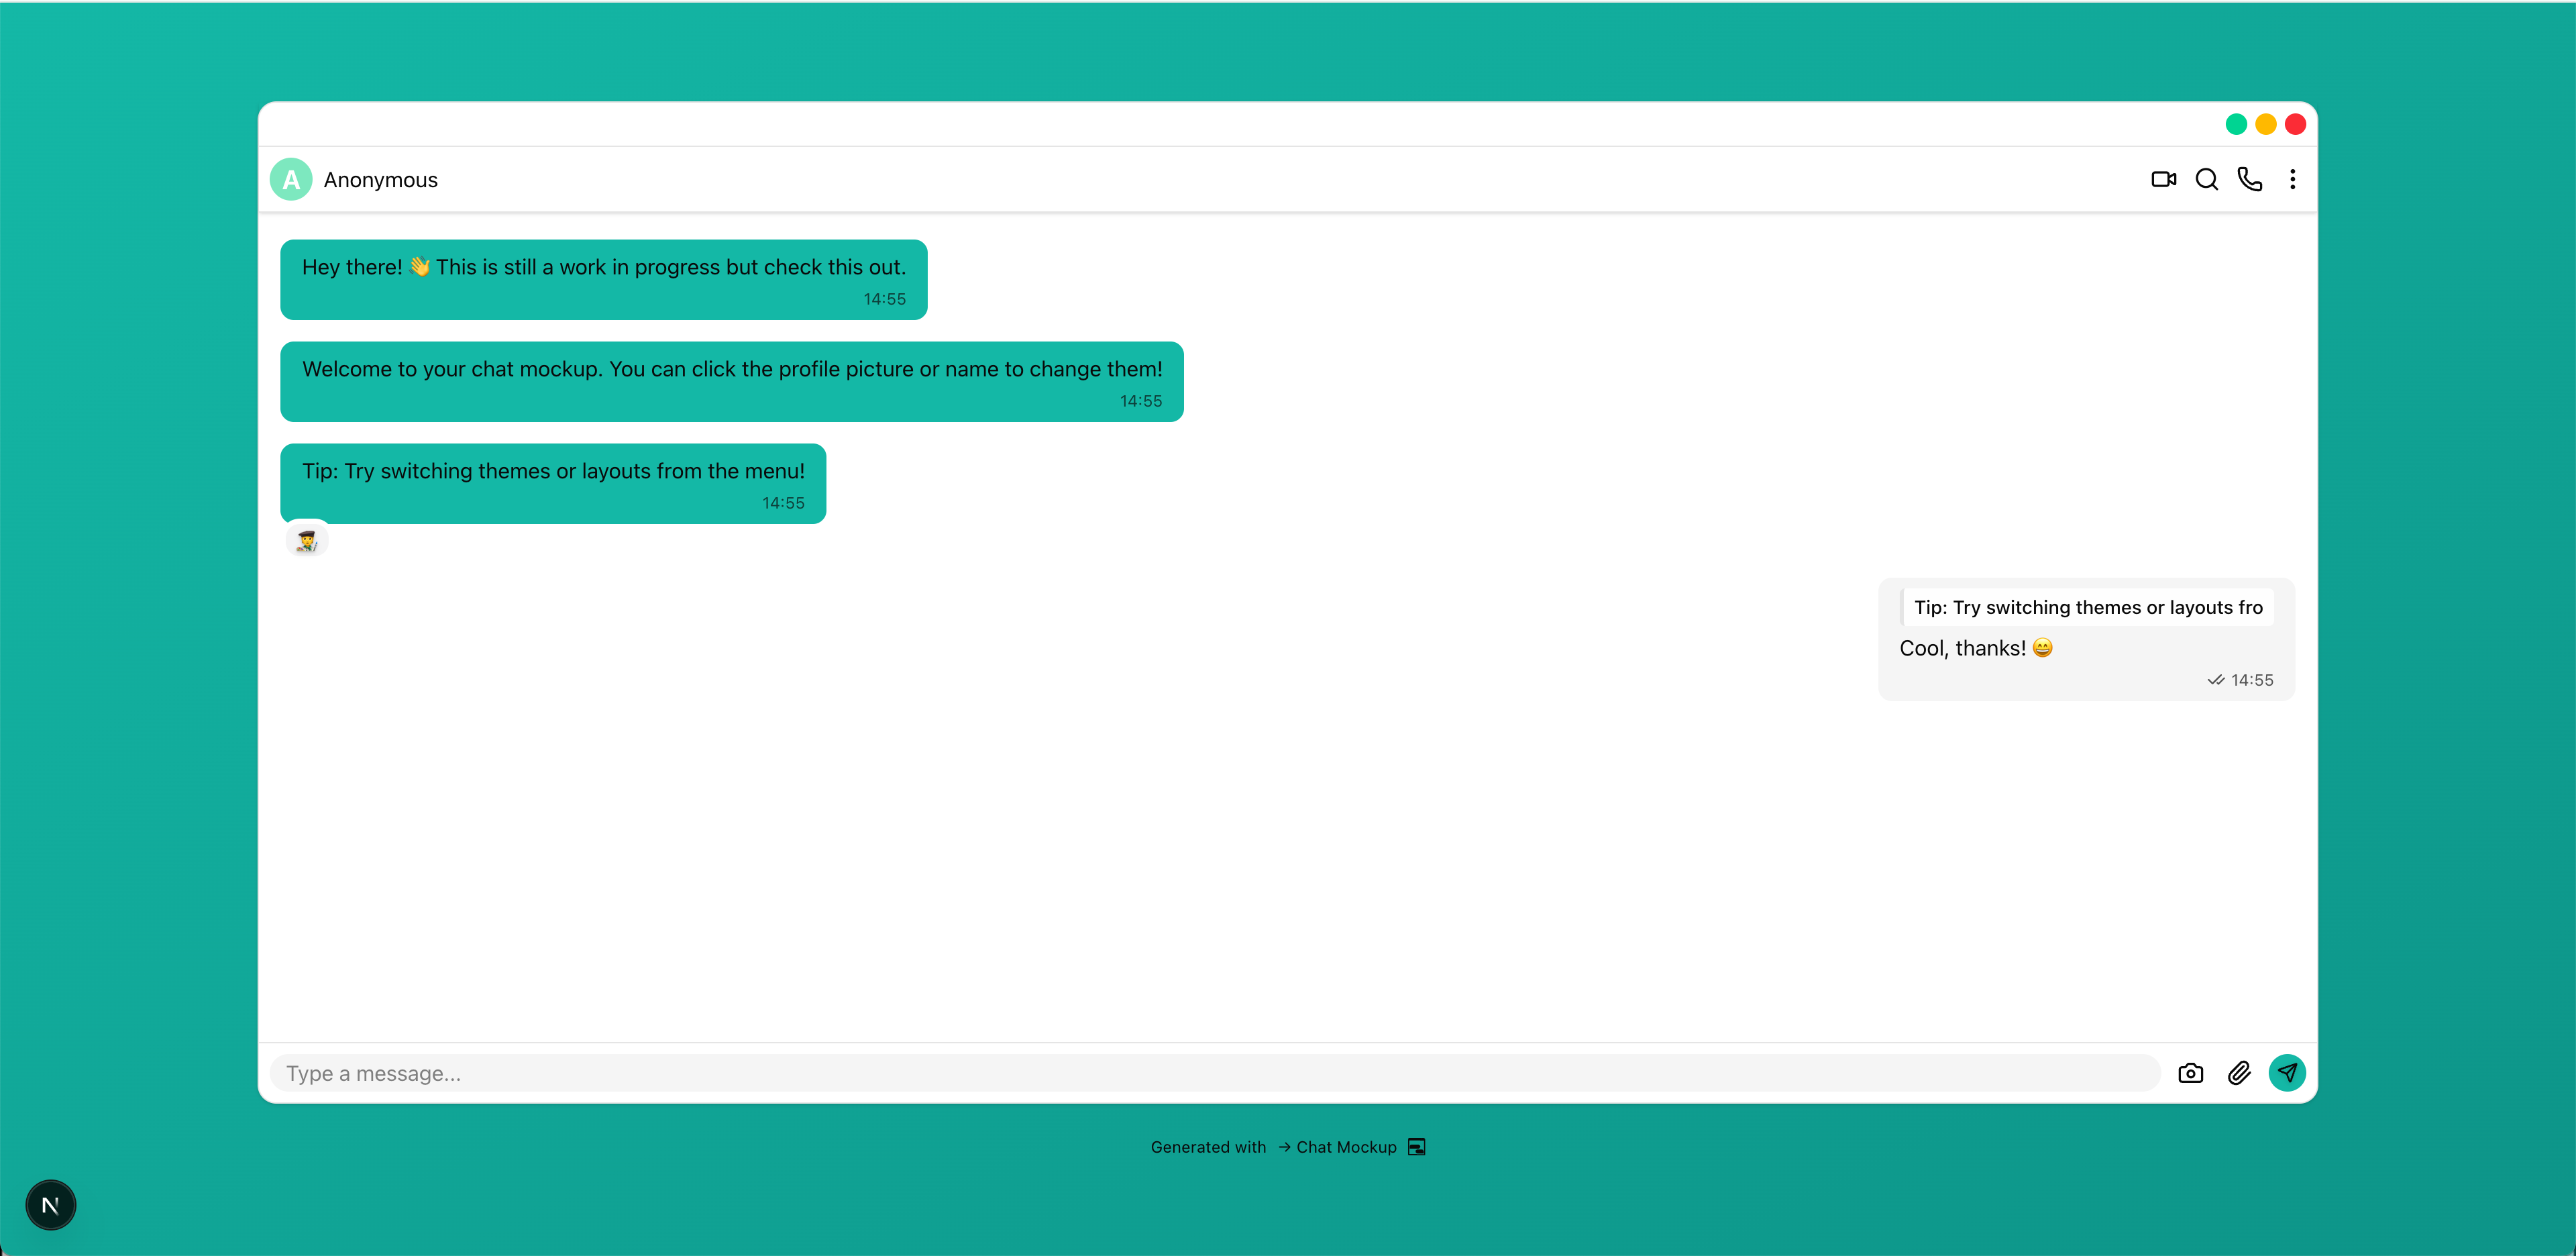 A Anonymous
Hey there! 👋 This is still a work in progress but check this out.
14:55
Welcome to your chat mockup. You can click the profile picture or name to change them!
14:55
Tip: Try switching themes or layouts from the menu!
14:55
Tip: Try switching themes or layouts fro
Cool, thanks! 😄
14:55
Type a message...
Generated with → Chat Mockup
N